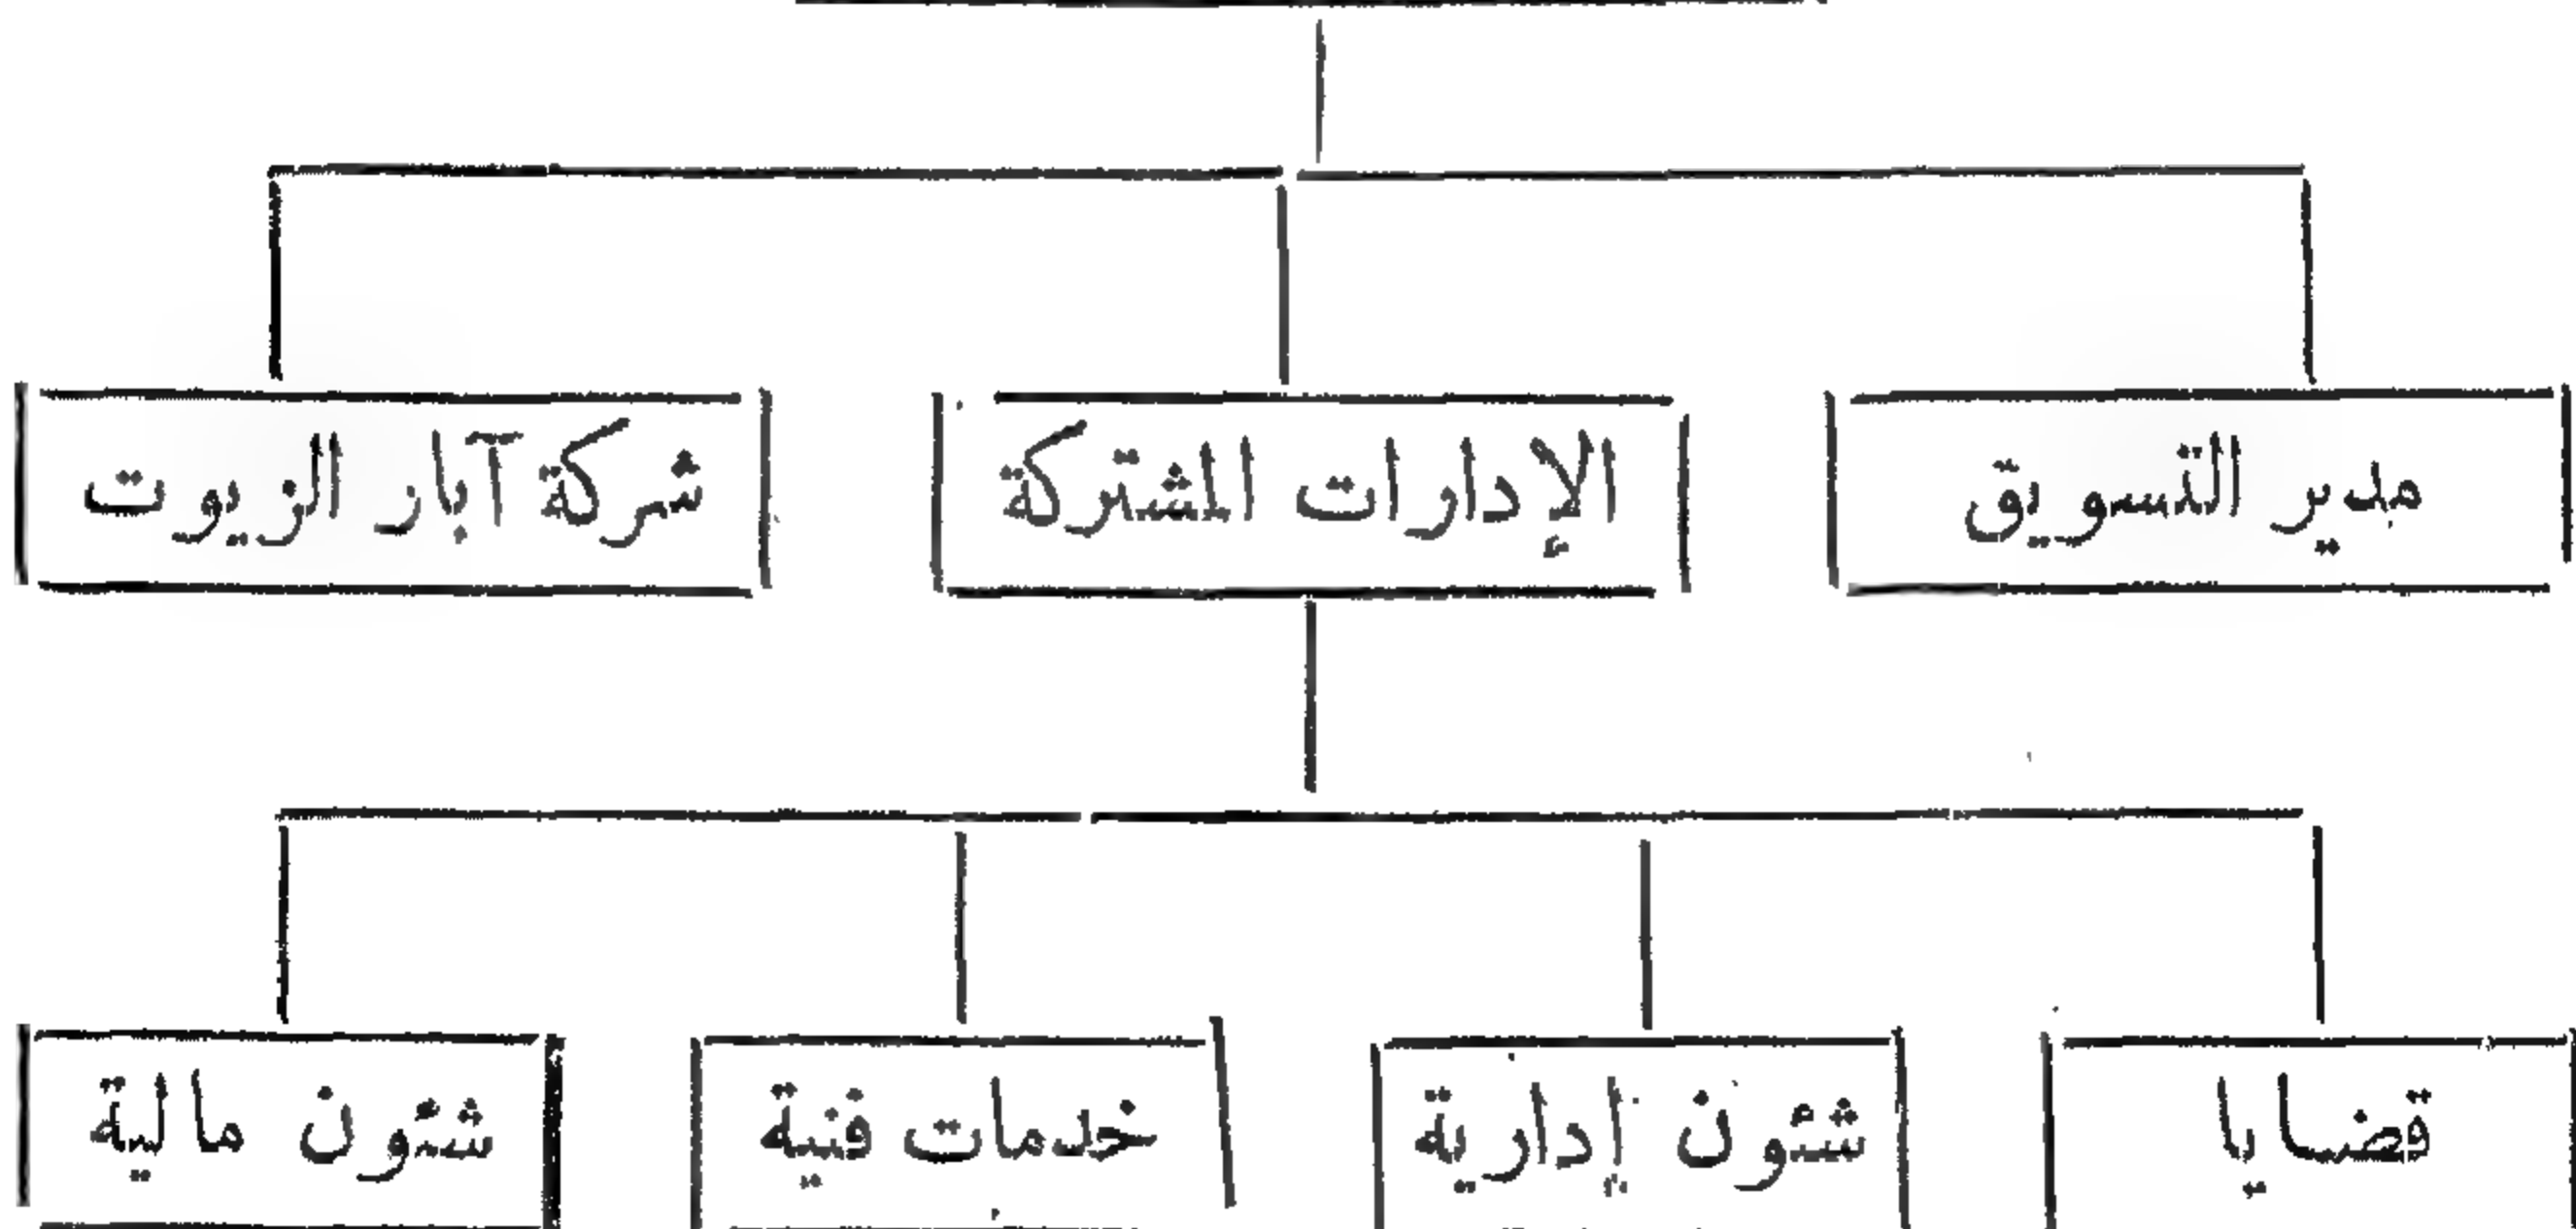 مدير التسويق
الإدارات المشتركة
شركة آبار الزيوت
قضايا
شئون إدارية
خدمات فنية
شئون مالية